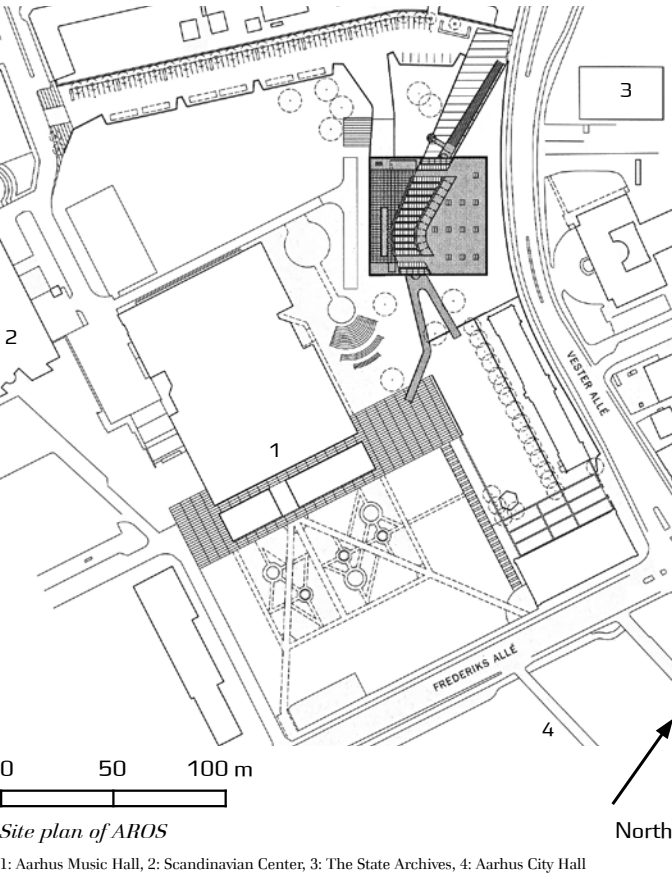 3
2
VESTER ALLÉ
1
FREDERIKS ALLÉ
4
0 50 100 m
North
Site plan of AROS
1: Aarhus Music Hall, 2: Scandinavian Center, 3: The State Archives, 4: Aarhus City Hall